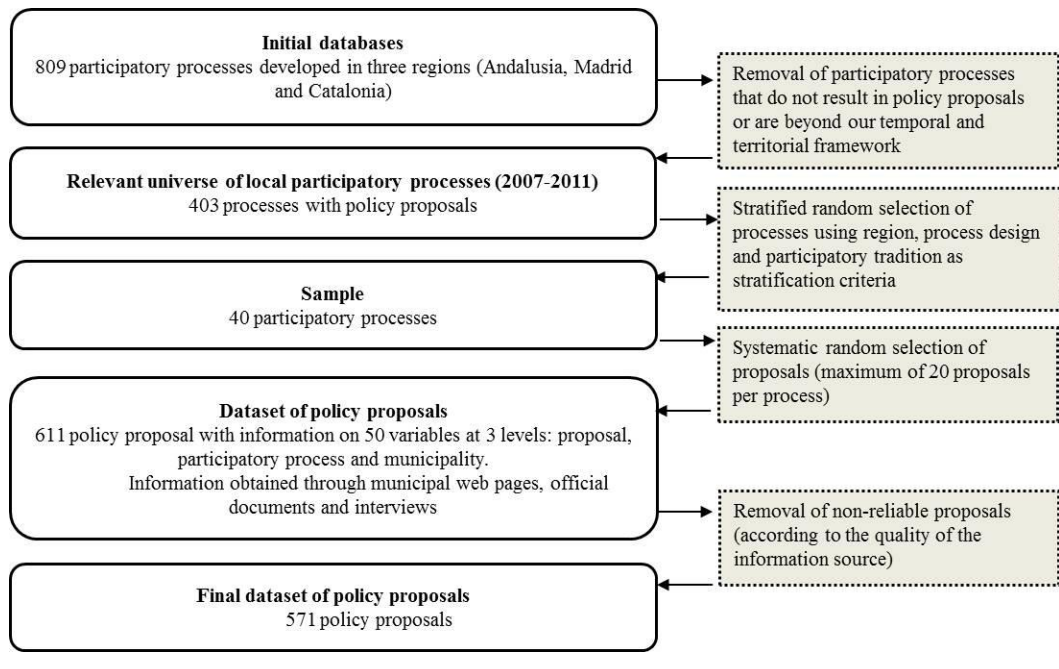 Initial databases
809 participatory processes developed in three regions (Andalusia, Madrid
and Catalonia)
Removal of participatory processes
that do not result in policy proposals
or are beyond our temporal and
territorial framework
Relevant universe of local participatory processes (2007-2011)
403 processes with policy proposals
Stratified random selection of
processes using region, process design
and participatory tradition as
stratification criteria
Sample
40 participatory processes
Systematic random selection of
proposals (maximum of 20 proposals
per process)
Dataset of policy proposals
611 policy proposal with information on 50 variables at 3 levels: proposal,
participatory process and municipality.
Information obtained through municipal web pages, official
documents and interviews
Removal of non-reliable proposals
(according to the quality of the
information source)
Final dataset of policy proposals
571 policy proposals